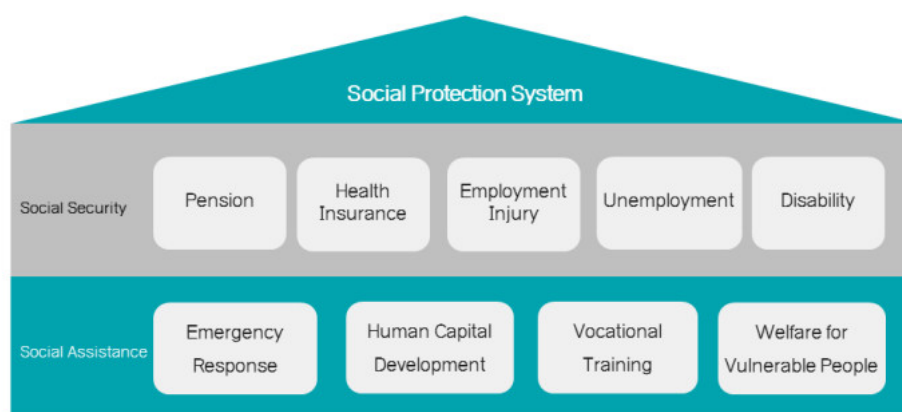 Social Protection System
Social Security
Pension
Health
Insurance
Employment
Injury
Unemployment
Disability
Social Assistance
Emergency
Response
Human Capital
Development
Vocational
Training
Welfare for
Vulnerable People